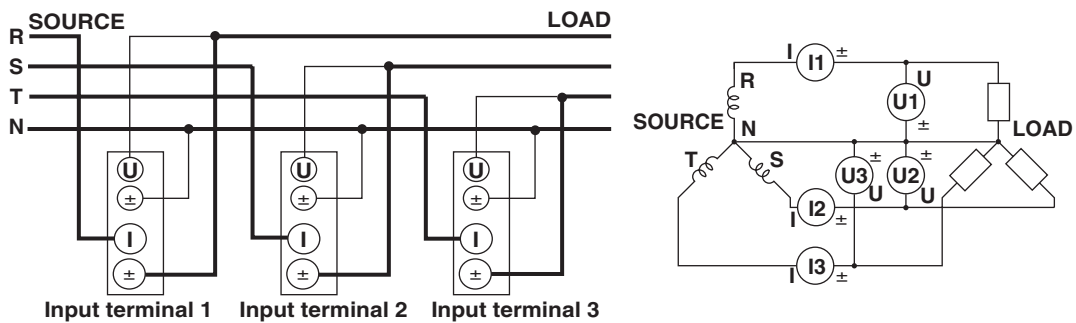 SOURCE LOAD
R
S
T
N
U U U
± ± ±
I I I
± ± ±
Input terminal 1 Input terminal 2 Input terminal 3
I I1 ±
R U
U1
SOURCE N ± LOAD
T S U3 ± U2 ±
U U
I I2 ±
I I3 ±